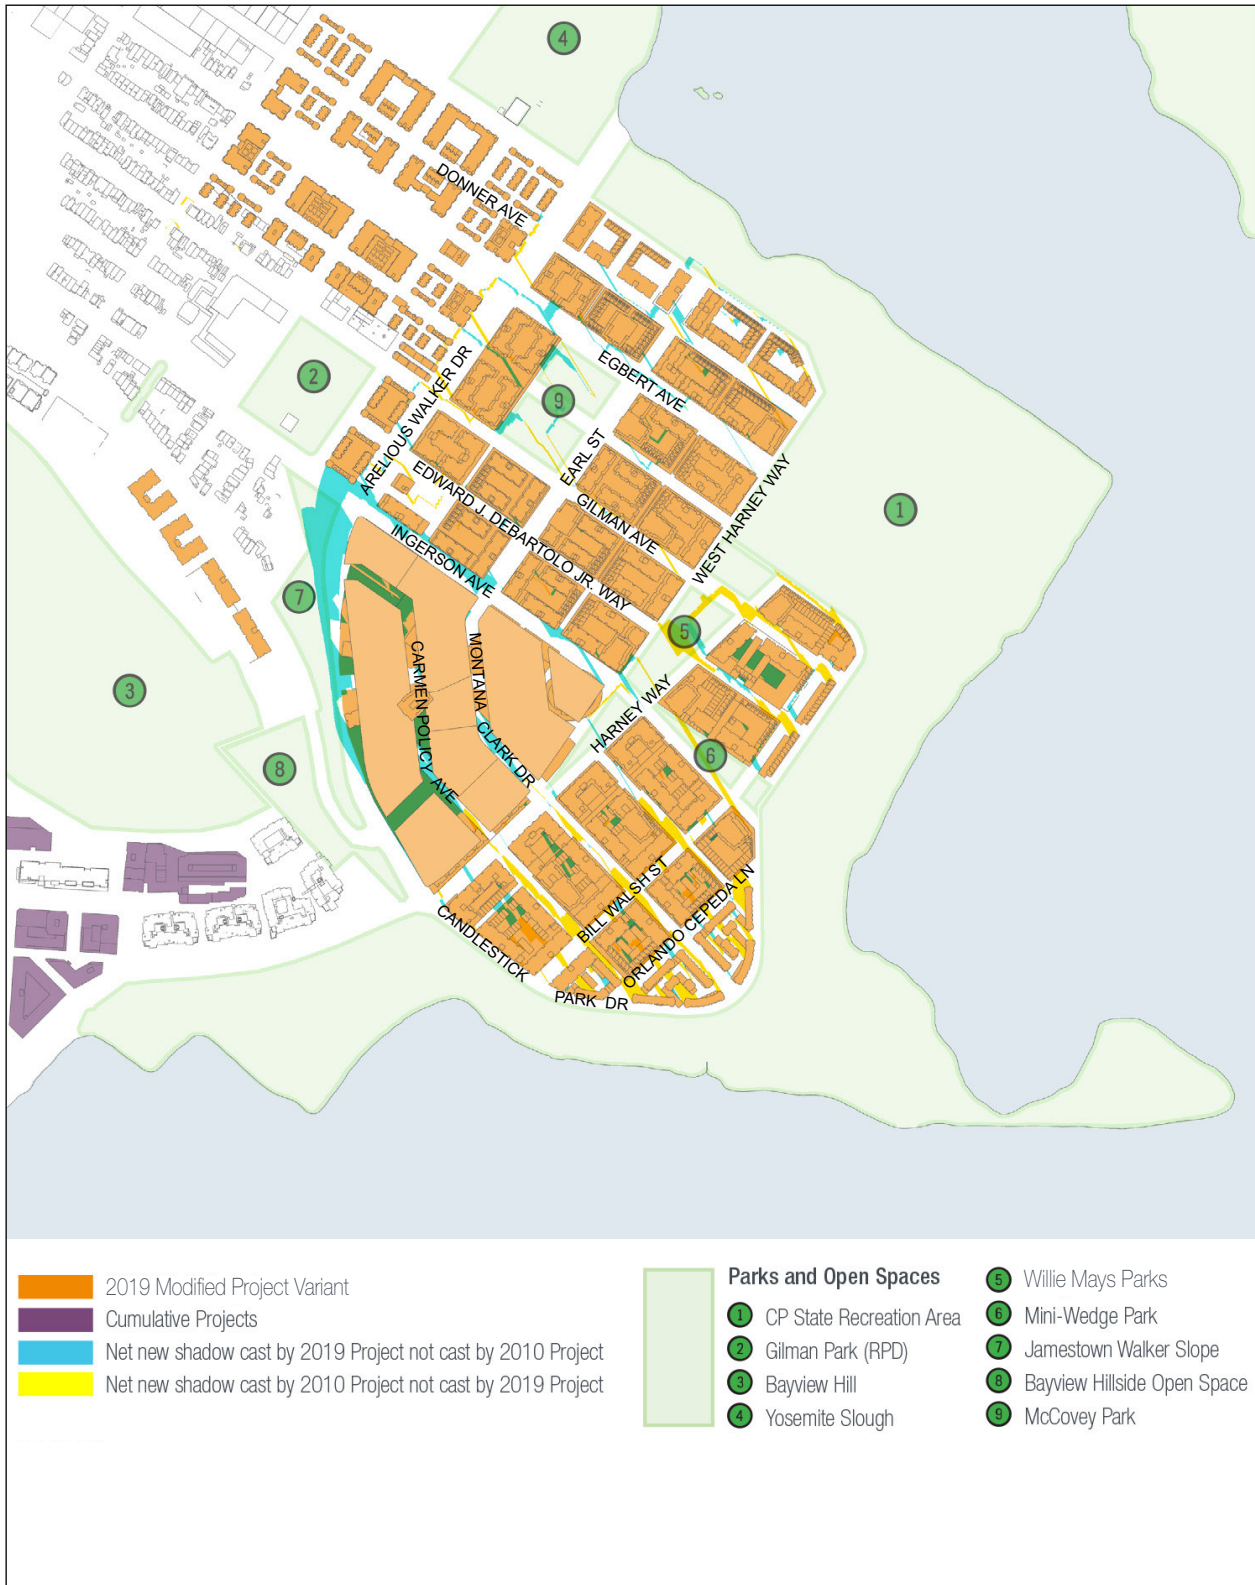 4
DONNER AVE
2
9
EGBERT AVE
ARELIOUS WALKER DR
EARL ST
EDWARD J. DEBARTOLO JR. WAY
GILMAN AVE
WEST HARNEY WAY
1
INGERSON AVE
7
5
3
CARMEN POLICY AVE
MONTANA
CLARK DR
HARNEY WAY
6
8
BILL WALSH ST
ORLANDO CEPEDA LN
CANDLESTICK
PARK DR
2019 Modified Project Variant
Cumulative Projects
Net new shadow cast by 2019 Project not cast by 2010 Project
Net new shadow cast by 2010 Project not cast by 2019 Project
Parks and Open Spaces
1 CP State Recreation Area
2 Gilman Park (RPD)
3 Bayview Hill
4 Yosemite Slough
5 Willie Mays Parks
6 Mini-Wedge Park
7 Jamestown Walker Slope
8 Bayview Hillside Open Space
9 McCovey Park